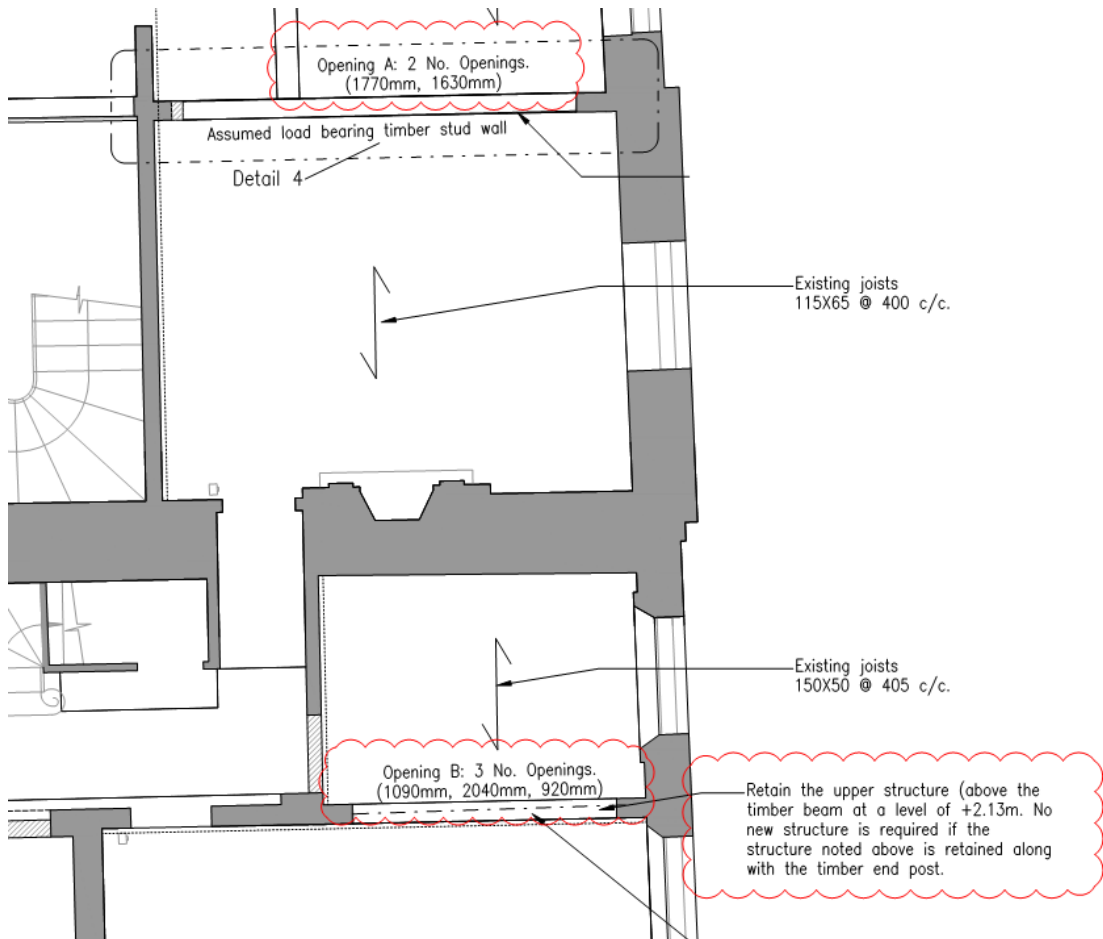 Opening A: 2 No. Openings.
(1770mm, 1630mm)
Assumed load bearing timber stud wall
Detail 4
Existing joists
115X65 @ 400 c/c.
Existing joists
150X50 @ 405 c/c.
Opening B: 3 No. Openings.
(1090mm, 2040mm, 920mm)
Retain the upper structure (above the
timber beam at a level of +2.13m. No
new structure is required if the
structure noted above is retained along
with the timber end post.